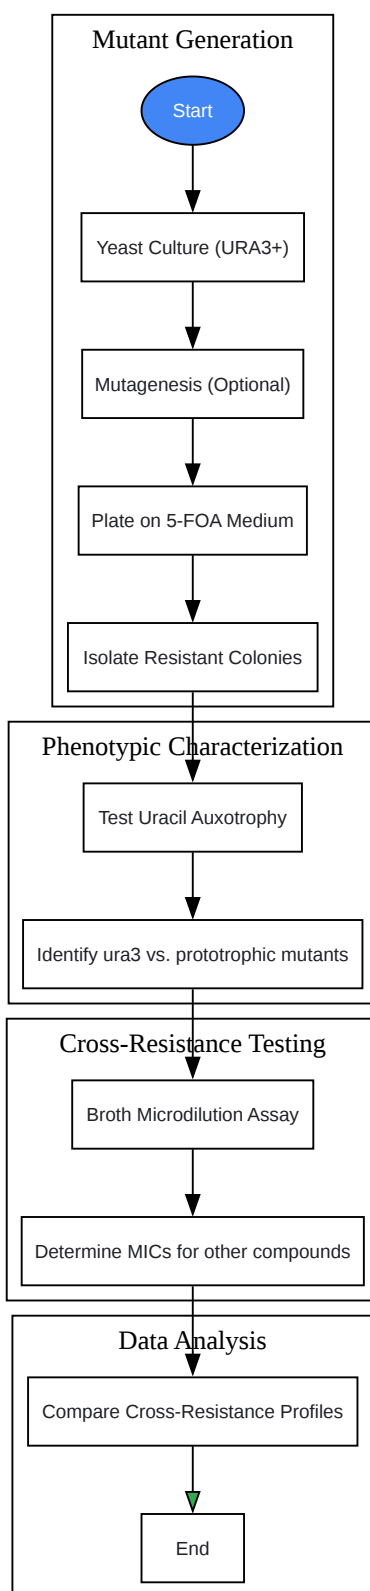 Mutant Generation
Start
Yeast Culture (URA3+)
Mutagenesis (Optional)
Plate on 5-FOA Medium
Isolate Resistant Colonies
Phenotypic Characterization
Test Uracil Auxotrophy
Identify ura3 vs. prototrophic mutants
Cross-Resistance Testing
Broth Microdilution Assay
Determine MICs for other compounds
Data Analysis
Compare Cross-Resistance Profiles
End